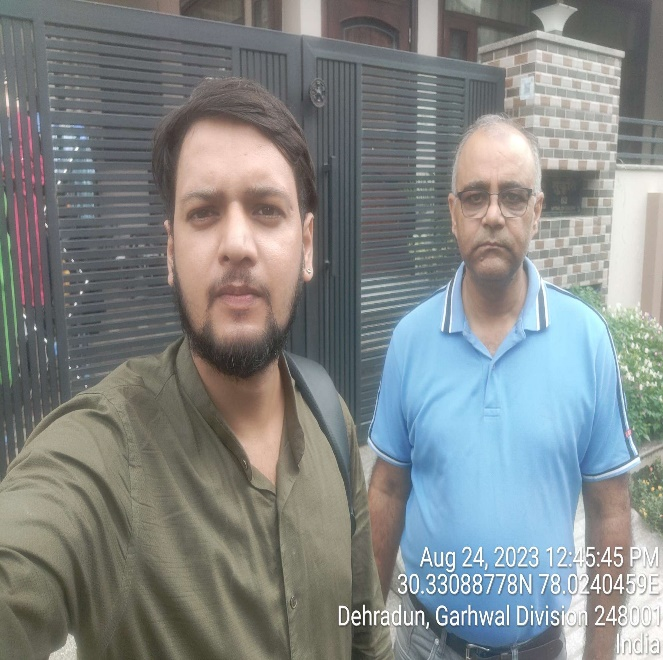 Aug 24, 2023 12:45:45 PM
30.33088778N 78.0240459E
Dehradun, Garhwal Division 248001
India